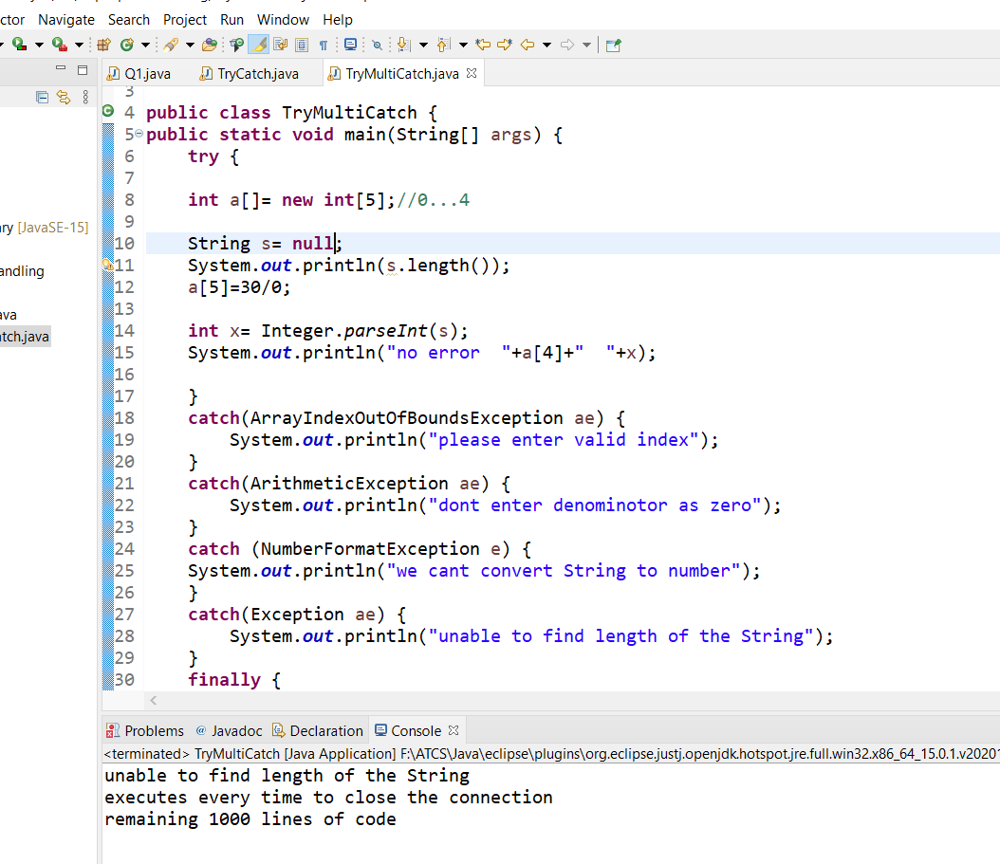 ctor Navigate Search Project Run Window Help
Q1.java TryCatch.java TryMultiCatch.java
3
4 public class TryMultiCatch {
5 public static void main(String[] args) {
6 try {
7
8 int a[]= new int[5];//0...4
9
ary [JavaSE-15]
10 String s= null;
11 System.out.println(s.length());
andling
12 a[5]=30/0;
13
ava
14 int x= Integer.parseInt(s);
atch.java
15 System.out.println("no error  "+a[4]+"  "+x);
16
17 }
18 catch(ArrayIndexOutOfBoundsException ae) {
19 System.out.println("please enter valid index");
20 }
21 catch(ArithmeticException ae) {
22 System.out.println("dont enter denominotor as zero");
23 }
24 catch (NumberFormatException e) {
25 System.out.println("we cant convert String to number");
26 }
27 catch(Exception ae) {
28 System.out.println("unable to find length of the String");
29 }
30 finally {
Problems Javadoc Declaration Console
<terminated> TryMultiCatch [Java Application] F:\ATCS\Java\eclipse\plugins\org.eclipse.justj.openjdk.hotspot.jre.full.win32.x86_64_15.0.1.v20201
unable to find length of the String
executes every time to close the connection
remaining 1000 lines of code